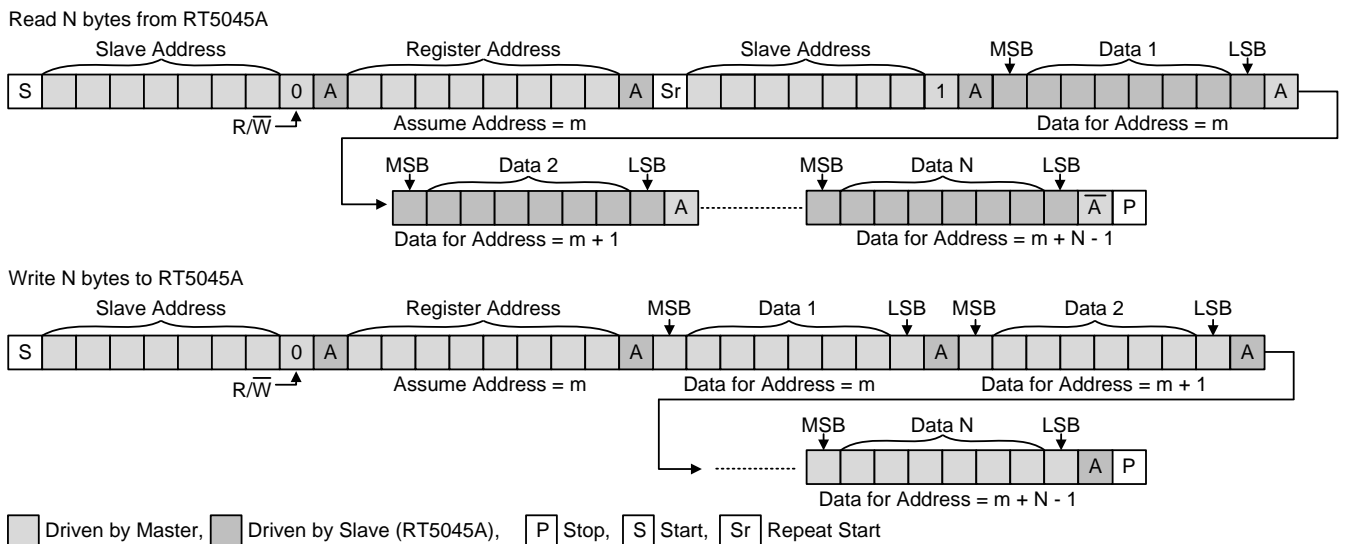 Read N bytes from RT5045A
Slave Address Register Address Slave Address MSB Data 1 LSB
S 0 A A Sr 1 A A
R/W̅ Assume Address = m Data for Address = m
MSB Data 2 LSB MSB Data N LSB
A A̅ P
Data for Address = m + 1 Data for Address = m + N - 1
Write N bytes to RT5045A
Slave Address Register Address MSB Data 1 LSB MSB Data 2 LSB
S 0 A A A A
R/W̅ Assume Address = m Data for Address = m Data for Address = m + 1
MSB Data N LSB
A P
Data for Address = m + N - 1
Driven by Master, Driven by Slave (RT5045A), P Stop, S Start, Sr Repeat Start